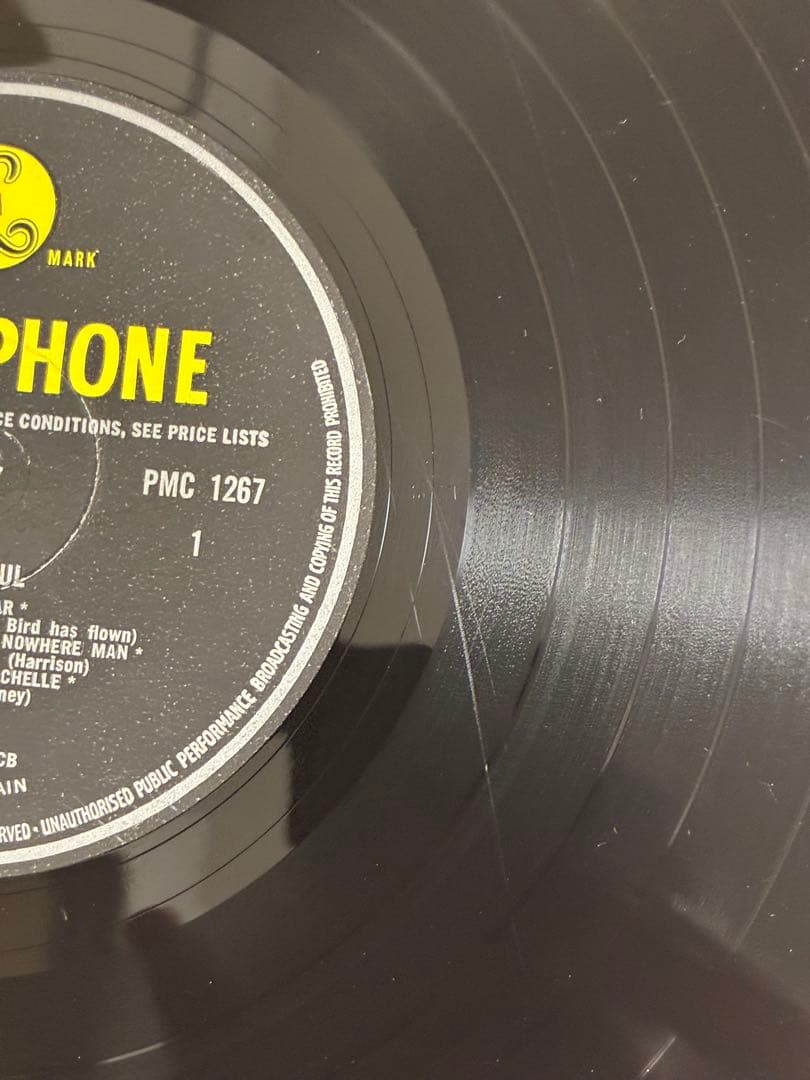 MARK
PHONE
CE CONDITIONS, SEE PRICE LISTS
PMC 1267
1
UL
AR *
Bird has flown)
NOWHERE MAN *
(Harrison)
CHELLE *
ney)
CB
AIN
RVED · UNAUTHORISED PUBLIC PERFORMANCE BROADCASTING AND COPYING OF THIS RECORD PROHIBITED